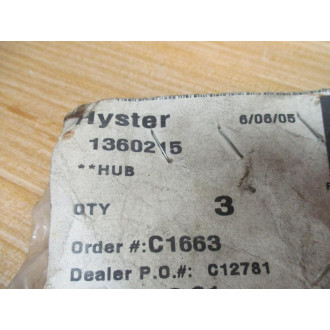 Hyster 6/06/05
1360215
**HUB
QTY 3
Order #:C1663
Dealer P.O.#: C12781